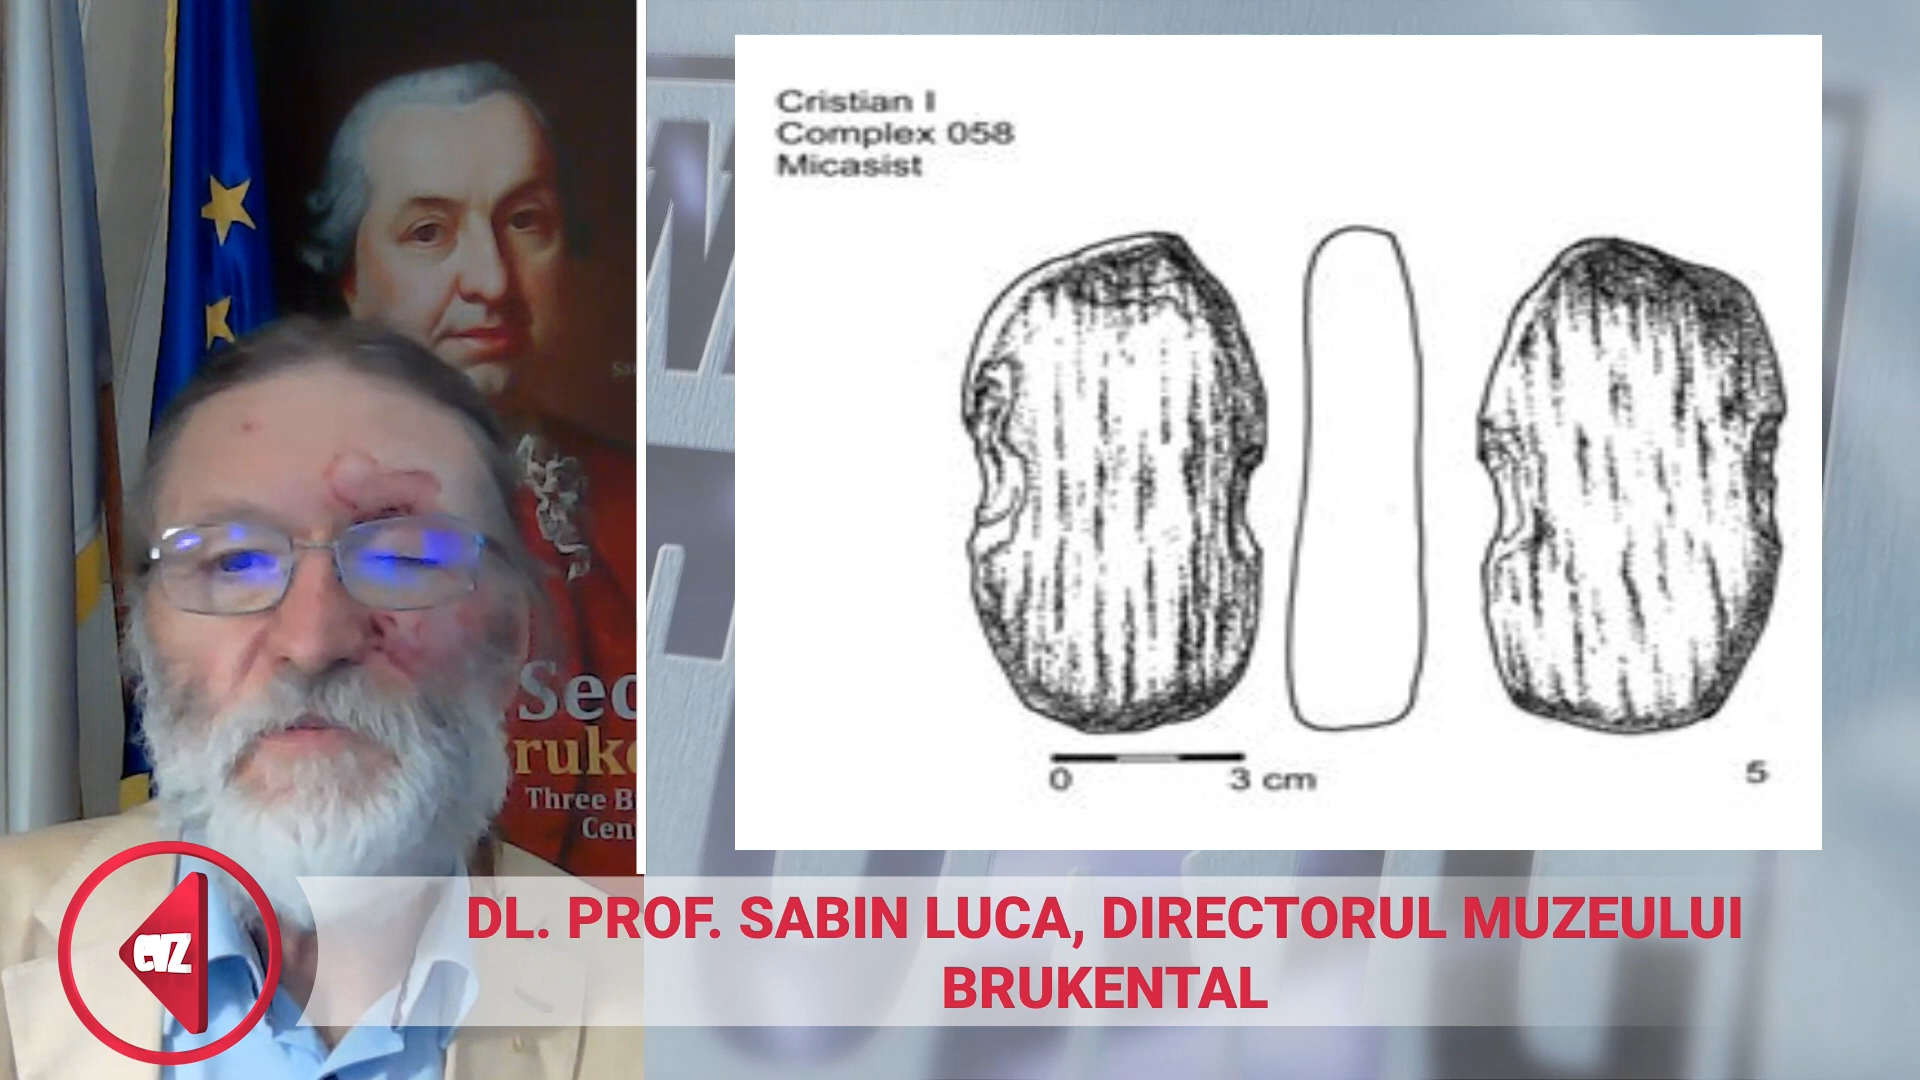 Cristian I
Complex 058
Micasist
0 3 cm
5
Sec
ruke
Three B
Cen
DL. PROF. SABIN LUCA, DIRECTORUL MUZEULUI
BRUKENTAL
evz